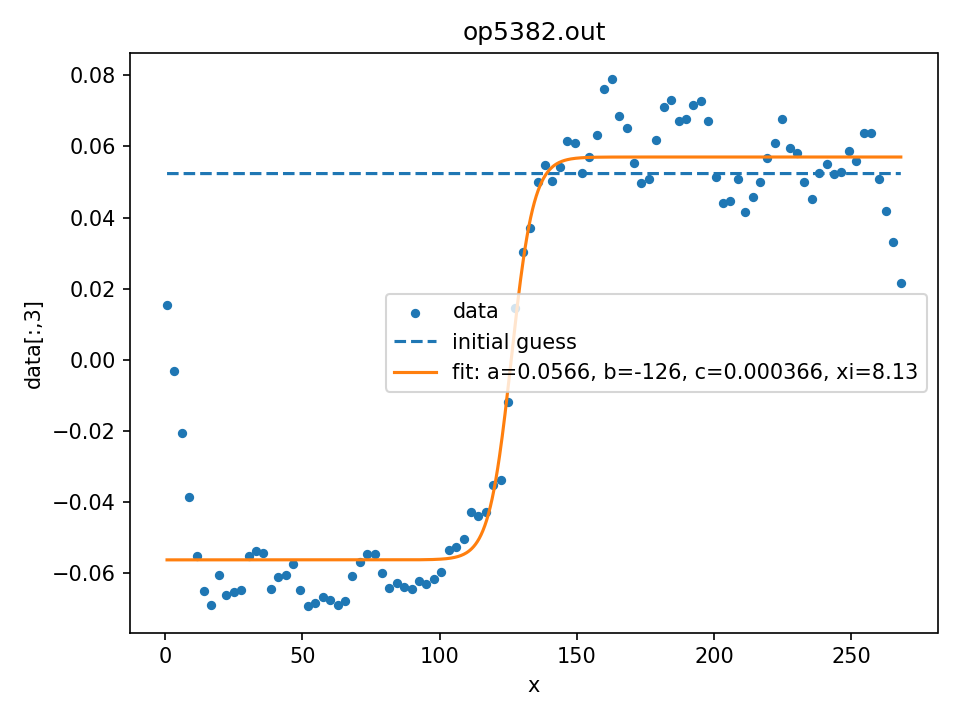 op5382.out
data[:,3]
0.08
0.06
0.04
0.02
0.00
−0.02
−0.04
−0.06
data
initial guess
fit: a=0.0566, b=-126, c=0.000366, xi=8.13
0 50 100 150 200 250
x